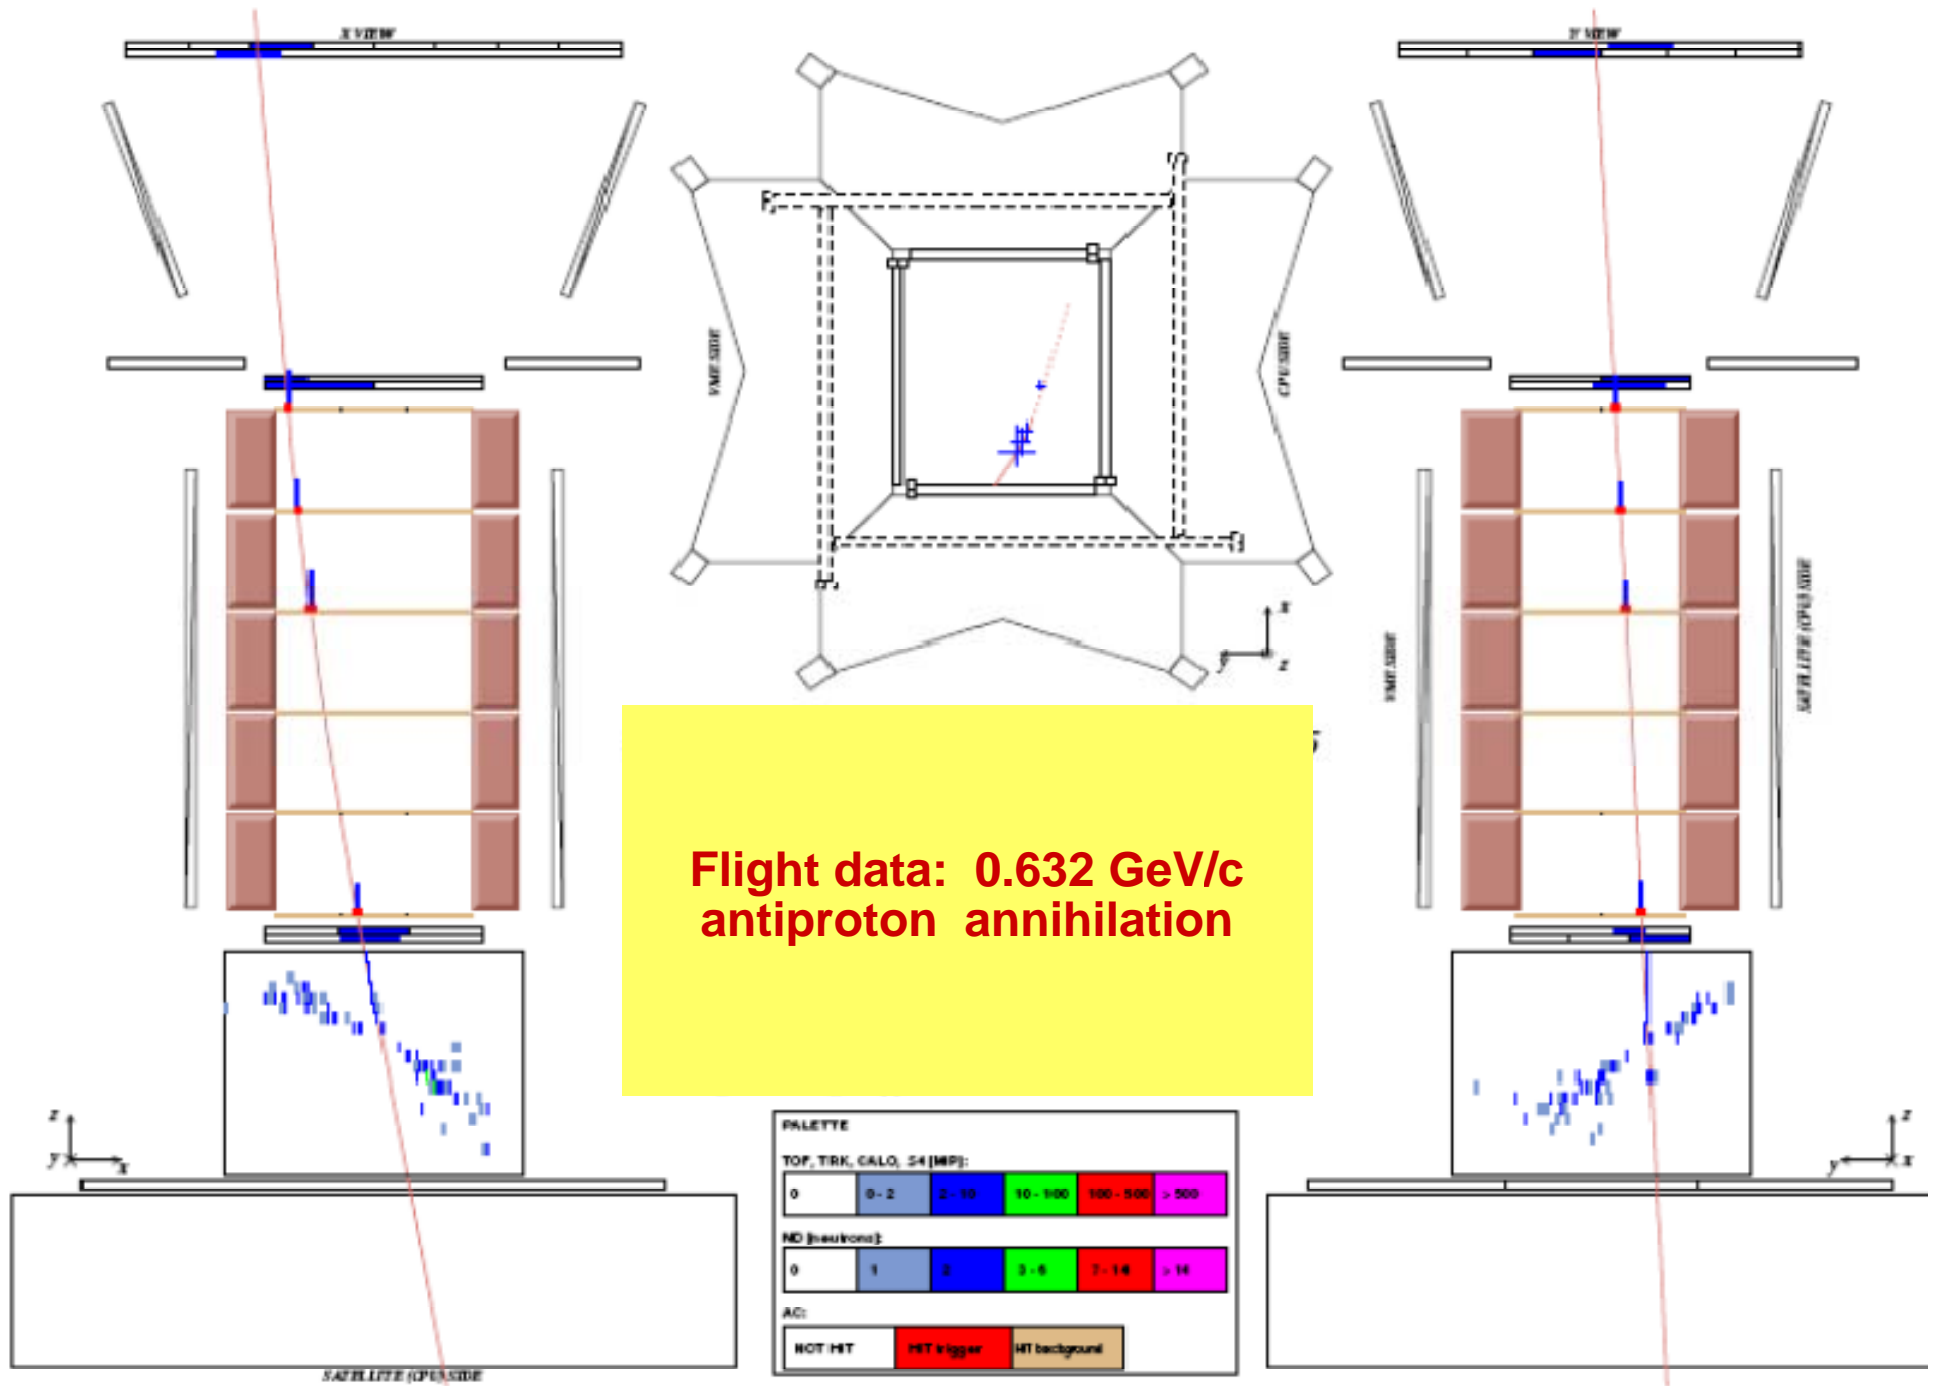 X VIEW
Y VIEW
VME SIDE
CPU SIDE
x
y
z
VME SIDE
SATELLITE (CPU) SIDE
Flight data: 0.632 GeV/c
antiproton annihilation
z
y
x
z
y
x
PALETTE
TOF, TRK, CALO, S4 [MIP]:
0
0 - 2
2 - 10
10 - 100
100 - 500
> 500
ND [neutrons]:
0
1
2
3 - 6
7 - 14
AC:
NOT HIT
HIT trigger
HIT background
SATELLITE (CPU) SIDE